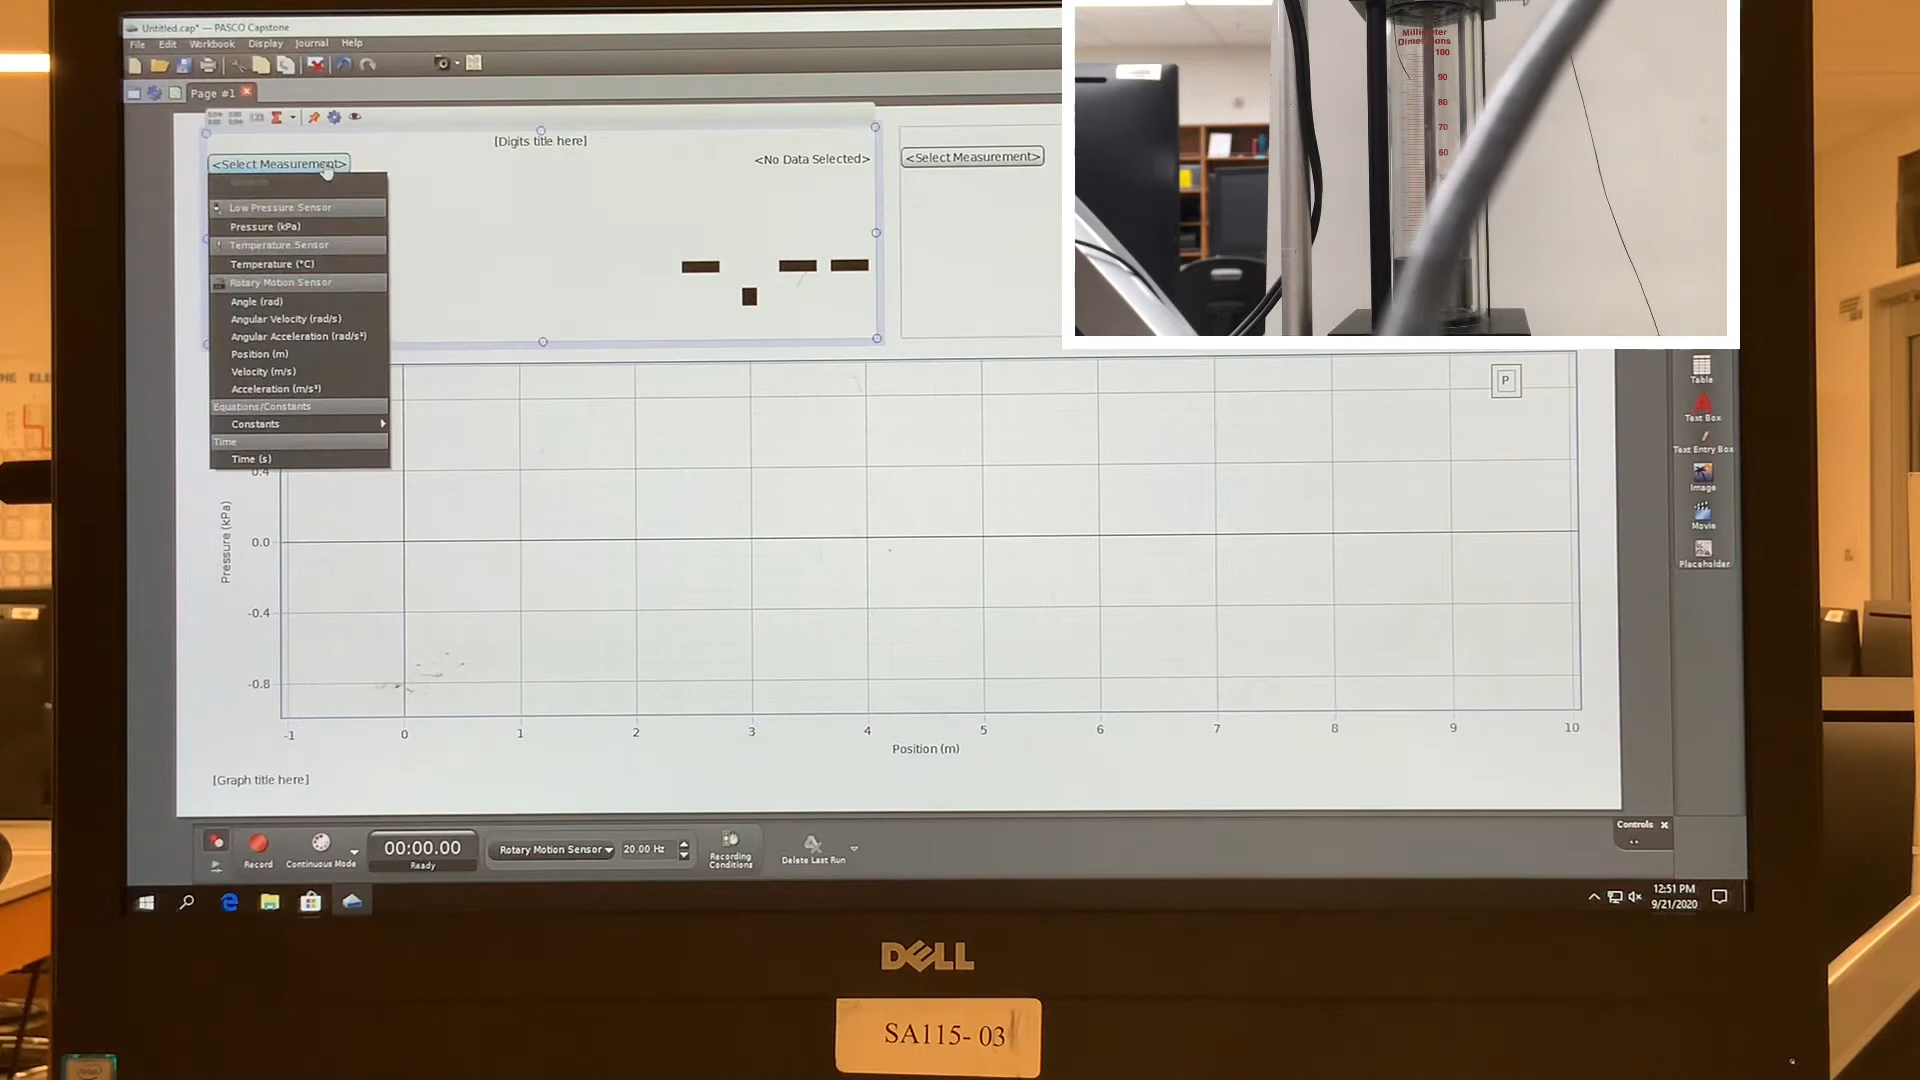 Untitled.cap* — PASCO Capstone
File Edit Workbook Display Journal Help
Page #1
[Digits title here]
<Select Measurement>
<No Data Selected>
<Select Measurement>
Low Pressure Sensor
Pressure (kPa)
Temperature Sensor
Temperature (°C)
Rotary Motion Sensor
Angle (rad)
Angular Velocity (rad/s)
Angular Acceleration (rad/s²)
Position (m)
Velocity (m/s)
Acceleration (m/s²)
Equations/Constants
Constants
Time
Time (s)
Millimeter
Dimensions
100
90
80
70
60
P
0.4
0.0
-0.4
-0.8
Pressure (kPa)
-1 0 1 2 3 4 5 6 7 8 9 10
Position (m)
[Graph title here]
Table
Text Box
Text Entry Box
Image
Movie
Placeholder
Controls
Record
Continuous Mode
00:00.00
Ready
Rotary Motion Sensor
20.00 Hz
Recording
Conditions
Delete Last Run
12:51 PM
9/21/2020
DELL
SA115-03